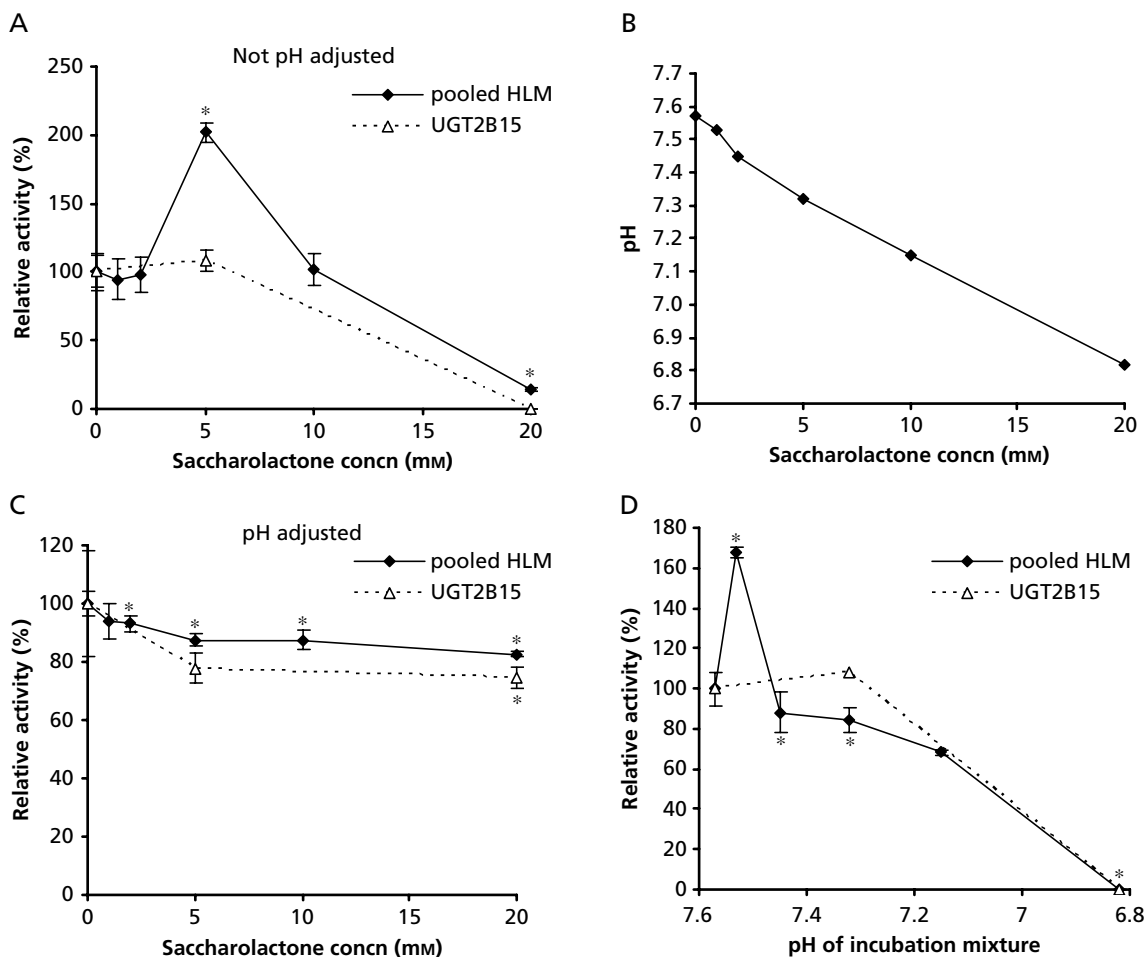 A
Not pH adjusted
pooled HLM
UGT2B15
250
200
150
100
50
0
Relative activity (%)
*
*
0 5 10 15 20
Saccharolactone concn (mM)
B
7.7
7.6
7.5
7.4
7.3
7.2
7.1
7.0
6.9
6.8
6.7
pH
0 5 10 15 20
Saccharolactone concn (mM)
C
pH adjusted
pooled HLM
UGT2B15
120
100
80
60
40
20
0
Relative activity (%)
* * * *
*
0 5 10 15 20
Saccharolactone concn (mM)
D
pooled HLM
UGT2B15
180
160
140
120
100
80
60
40
20
0
Relative activity (%)
*
* *
*
7.6 7.4 7.2 7 6.8
pH of incubation mixture